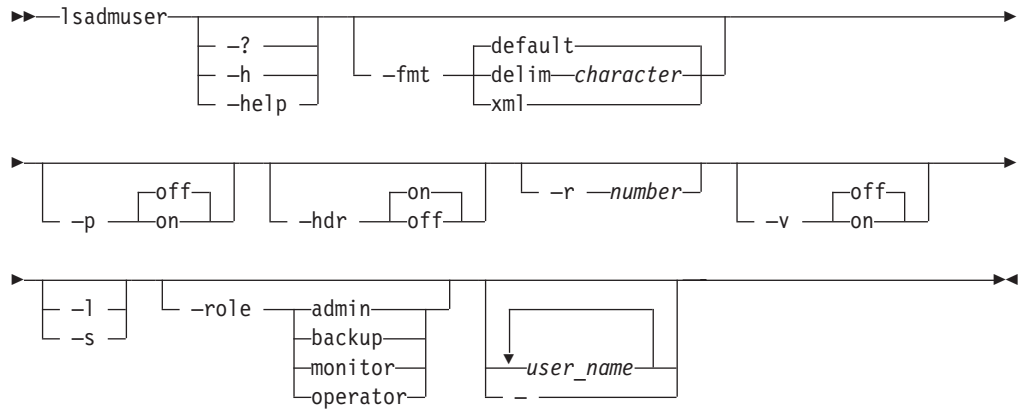 lsadmuser
–?
–h
–help
–fmt
default
delim character
xml
–p
off
on
–hdr
on
off
–r number
–v
off
on
–l
–s
–role
admin
backup
monitor
operator
user_name
–